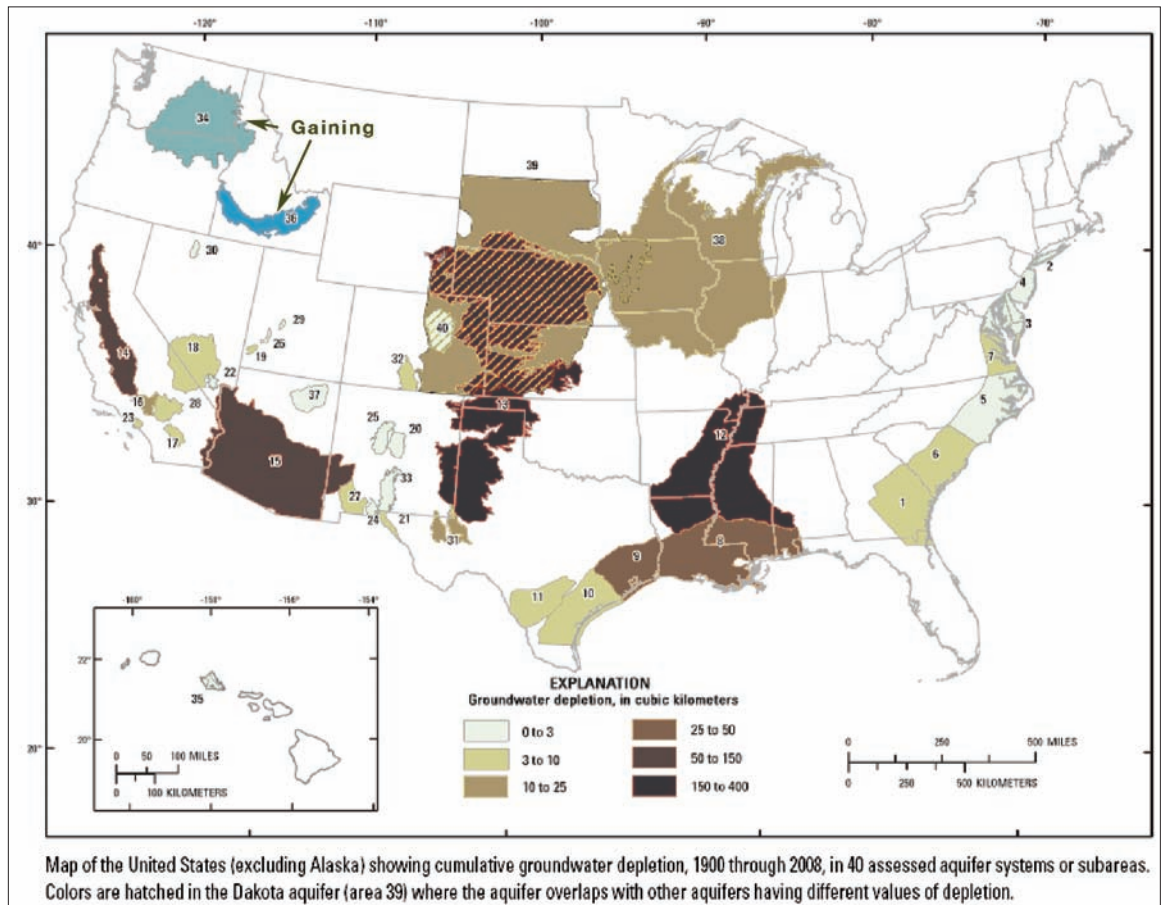 -120° -110° -100° -90° -80° -70°
34
Gaining
36
39
38
40°
30
2
4
3
29
26
19
40
14
18
32
7
22
37
16
28
23
17
13
25
20
5
12
15
6
33
27
1
30°
24
21
31
9
8
11
10
-160° -158° -156° -154°
22°
35
20°
0 50 100 MILES
0 100 KILOMETERS
20°
EXPLANATION
Groundwater depletion, in cubic kilometers
0 to 3
3 to 10
10 to 25
25 to 50
50 to 150
150 to 400
0 250 500 MILES
0 250 500 KILOMETERS
Map of the United States (excluding Alaska) showing cumulative groundwater depletion, 1900 through 2008, in 40 assessed aquifer systems or subareas.
Colors are hatched in the Dakota aquifer (area 39) where the aquifer overlaps with other aquifers having different values of depletion.